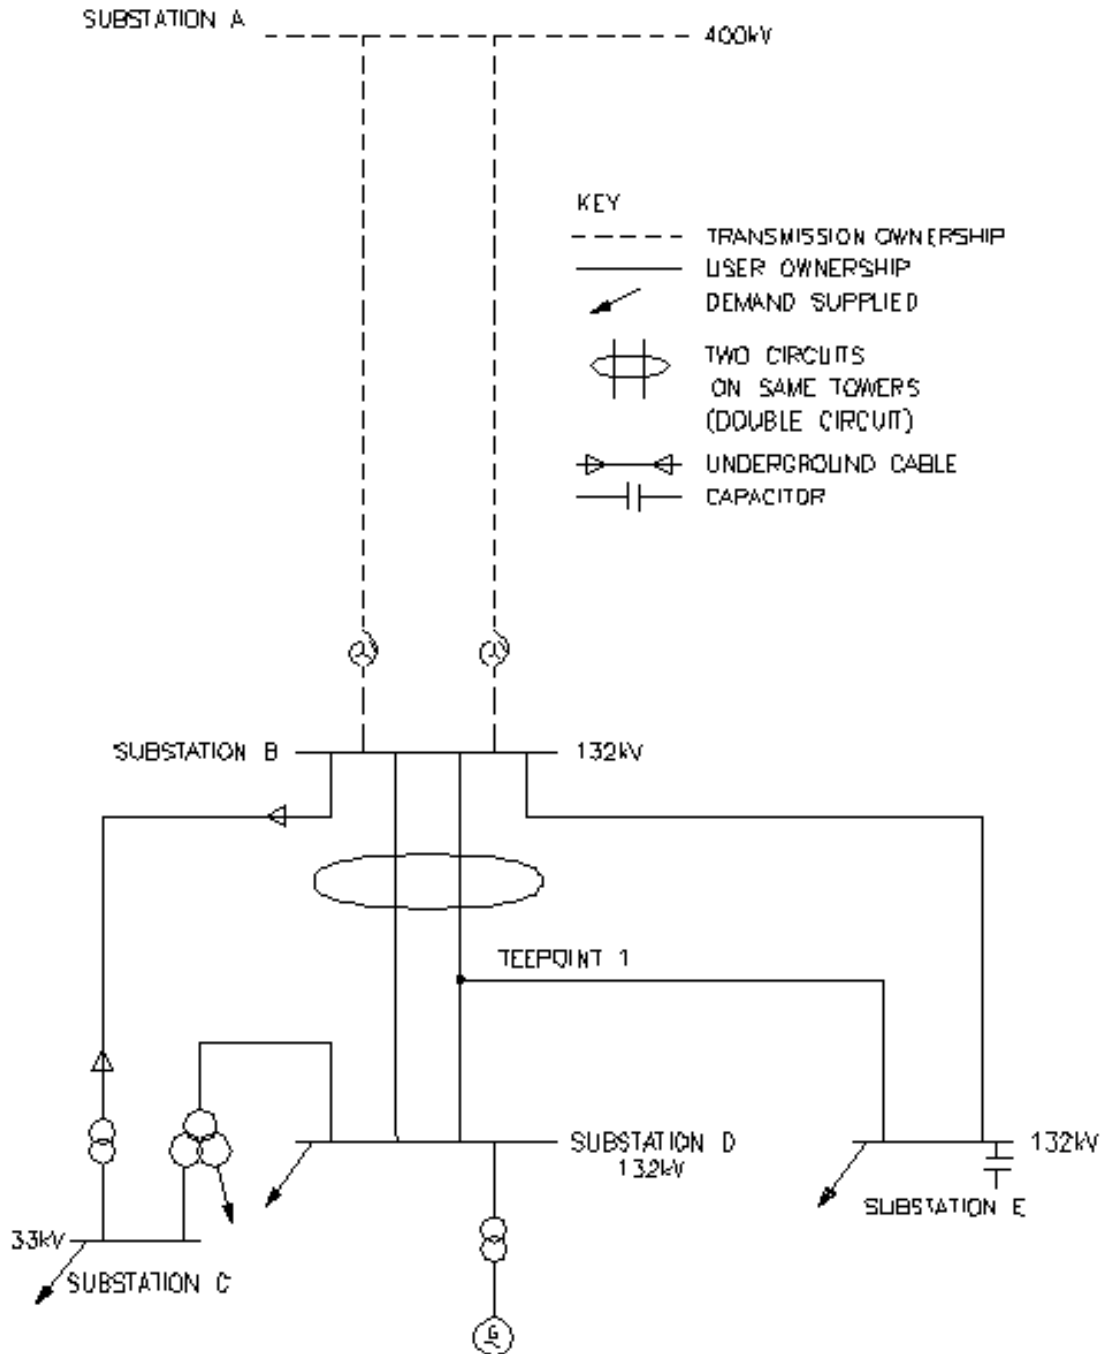 SUBSTATION A
400kV
KEY
TRANSMISSION OWNERSHIP
USER OWNERSHIP
DEMAND SUPPLIED
TWO CIRCUITS
ON SAME TOWERS
(DOUBLE CIRCUIT)
UNDERGROUND CABLE
CAPACITOR
SUBSTATION B
132kV
TEEPOINT 1
SUBSTATION D
132kV
132kV
SUBSTATION E
33kV
SUBSTATION C
G